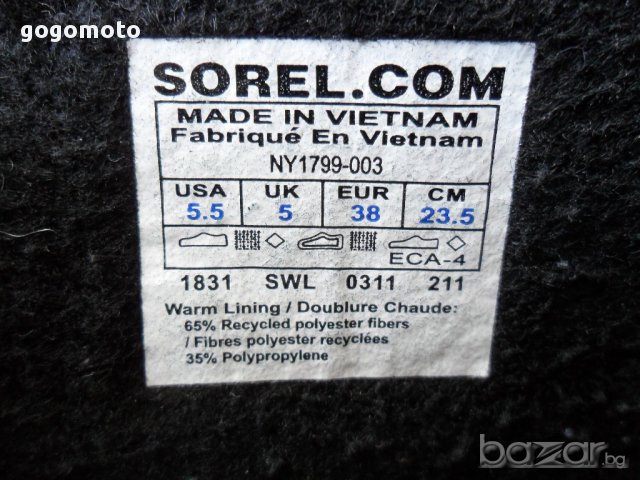 gogomoto
SOREL.COM
MADE IN VIETNAM
Fabriqué En Vietnam
NY1799-003
USA UK EUR CM
5.5 5 38 23.5
ECA-4
1831 SWL 0311 211
Warm Lining / Doublure Chaude:
65% Recycled polyester fibers
/ Fibres polyester recyclées
35% Polypropylene
bazar.bg